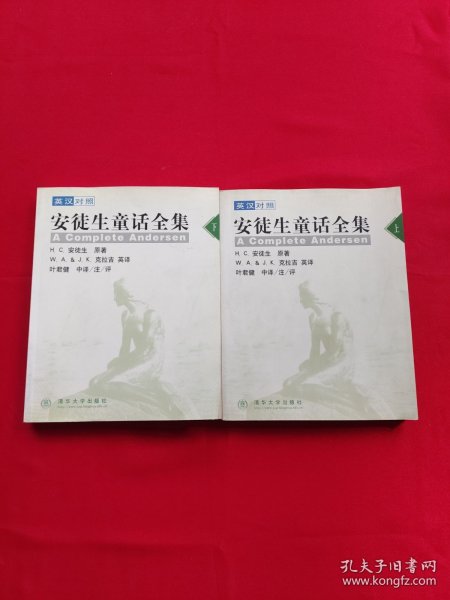 英汉对照
安徒生童话全集
下
A Complete Andersen
H. C. 安徒生 原著
W. A. & J. K. 克拉吉 英译
叶君健 中译/注/评
清华大学出版社
英汉对照
安徒生童话全集
上
A Complete Andersen
H. C. 安徒生 原著
W. A. & J. K. 克拉吉 英译
叶君健 中译/注/评
清华大学出版社
孔夫子旧书网
www.kongfz.com